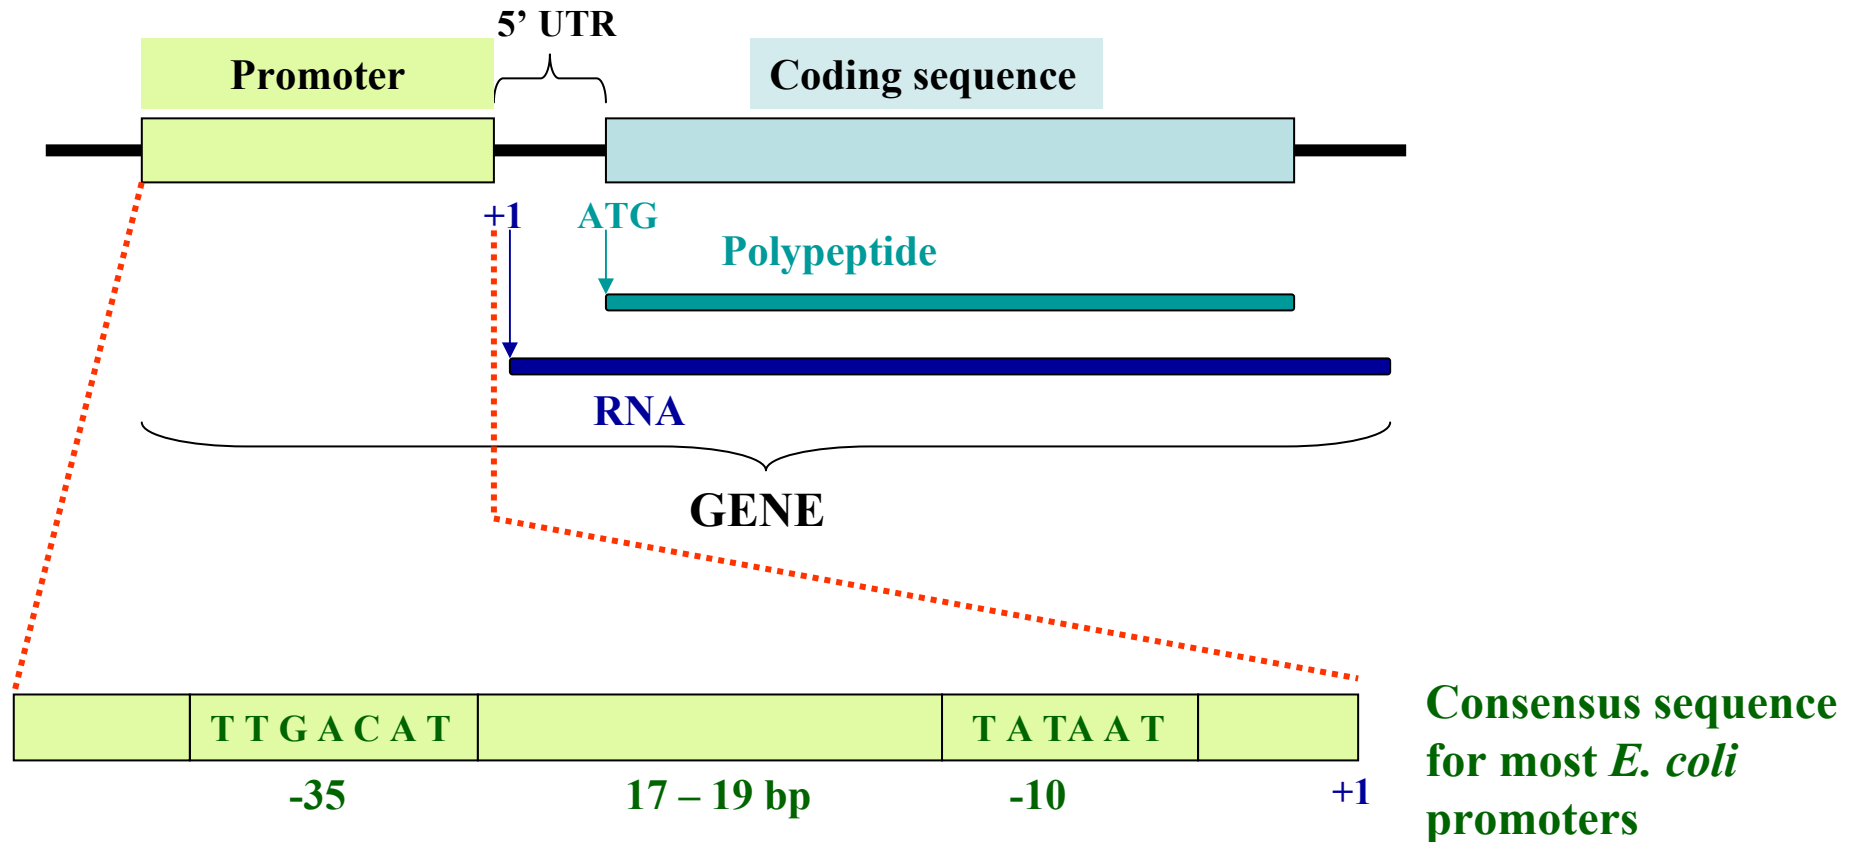 5’ UTR
Promoter
Coding sequence
+1
ATG
Polypeptide
RNA
GENE
T T G A C A T
T A TA A T
-35
17 – 19 bp
-10
+1
Consensus sequence
for most E. coli
promoters